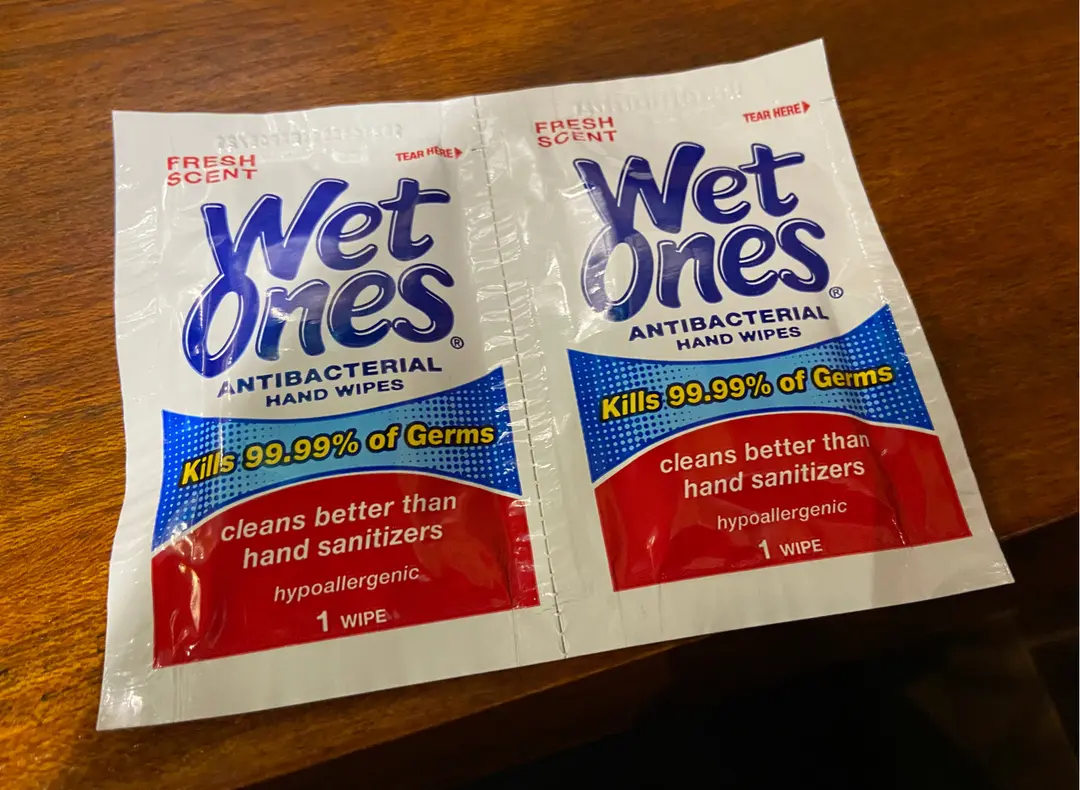 FRESH
SCENT
TEAR HERE
Wet
Ones®
ANTIBACTERIAL
HAND WIPES
Kills 99.99% of Germs
cleans better than
hand sanitizers
hypoallergenic
1 WIPE
FRESH
SCENT
TEAR HERE
Wet
Ones®
ANTIBACTERIAL
HAND WIPES
Kills 99.99% of Germs
cleans better than
hand sanitizers
hypoallergenic
1 WIPE